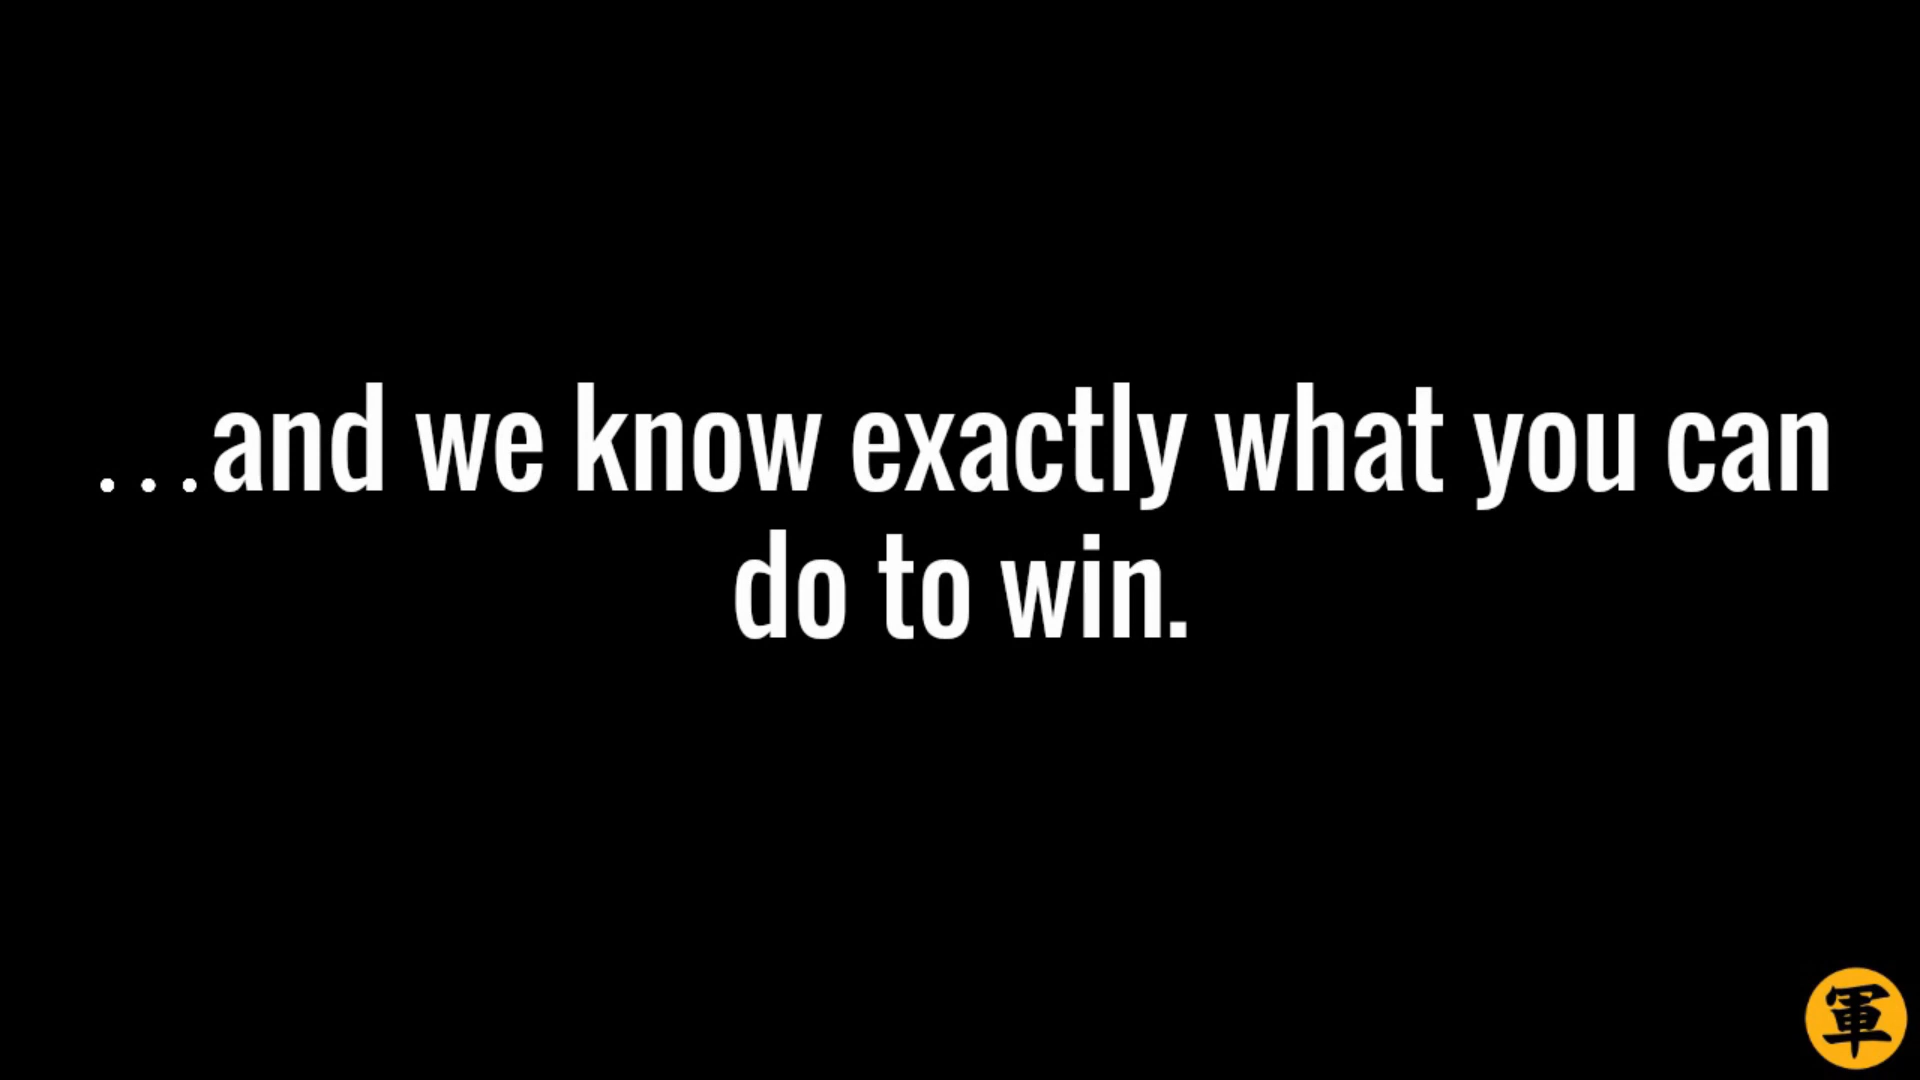 …and we know exactly what you can
do to win.
軍